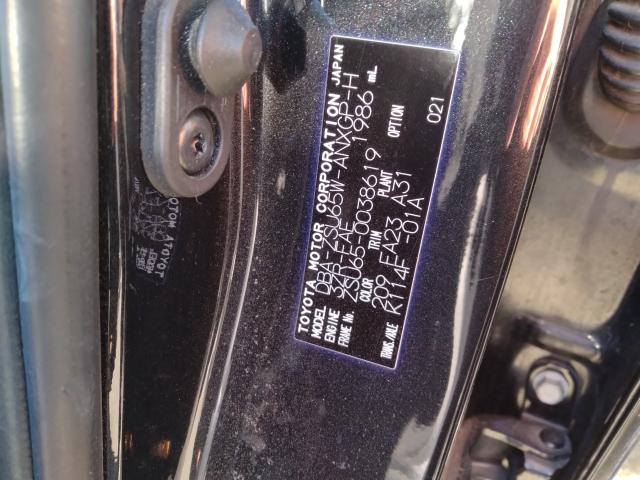 TOYOTA MOTOR CORPORATION JAPAN
MODEL DBA-ZSU65W-ANXGP-H
ENGINE 3ZR-FAE 1986 mL
FRAME No. ZSU65-0038619
COLOR TRIM PLANT OPTION
209 FA23 A31
TRANS./AXLE K114F -01A
021